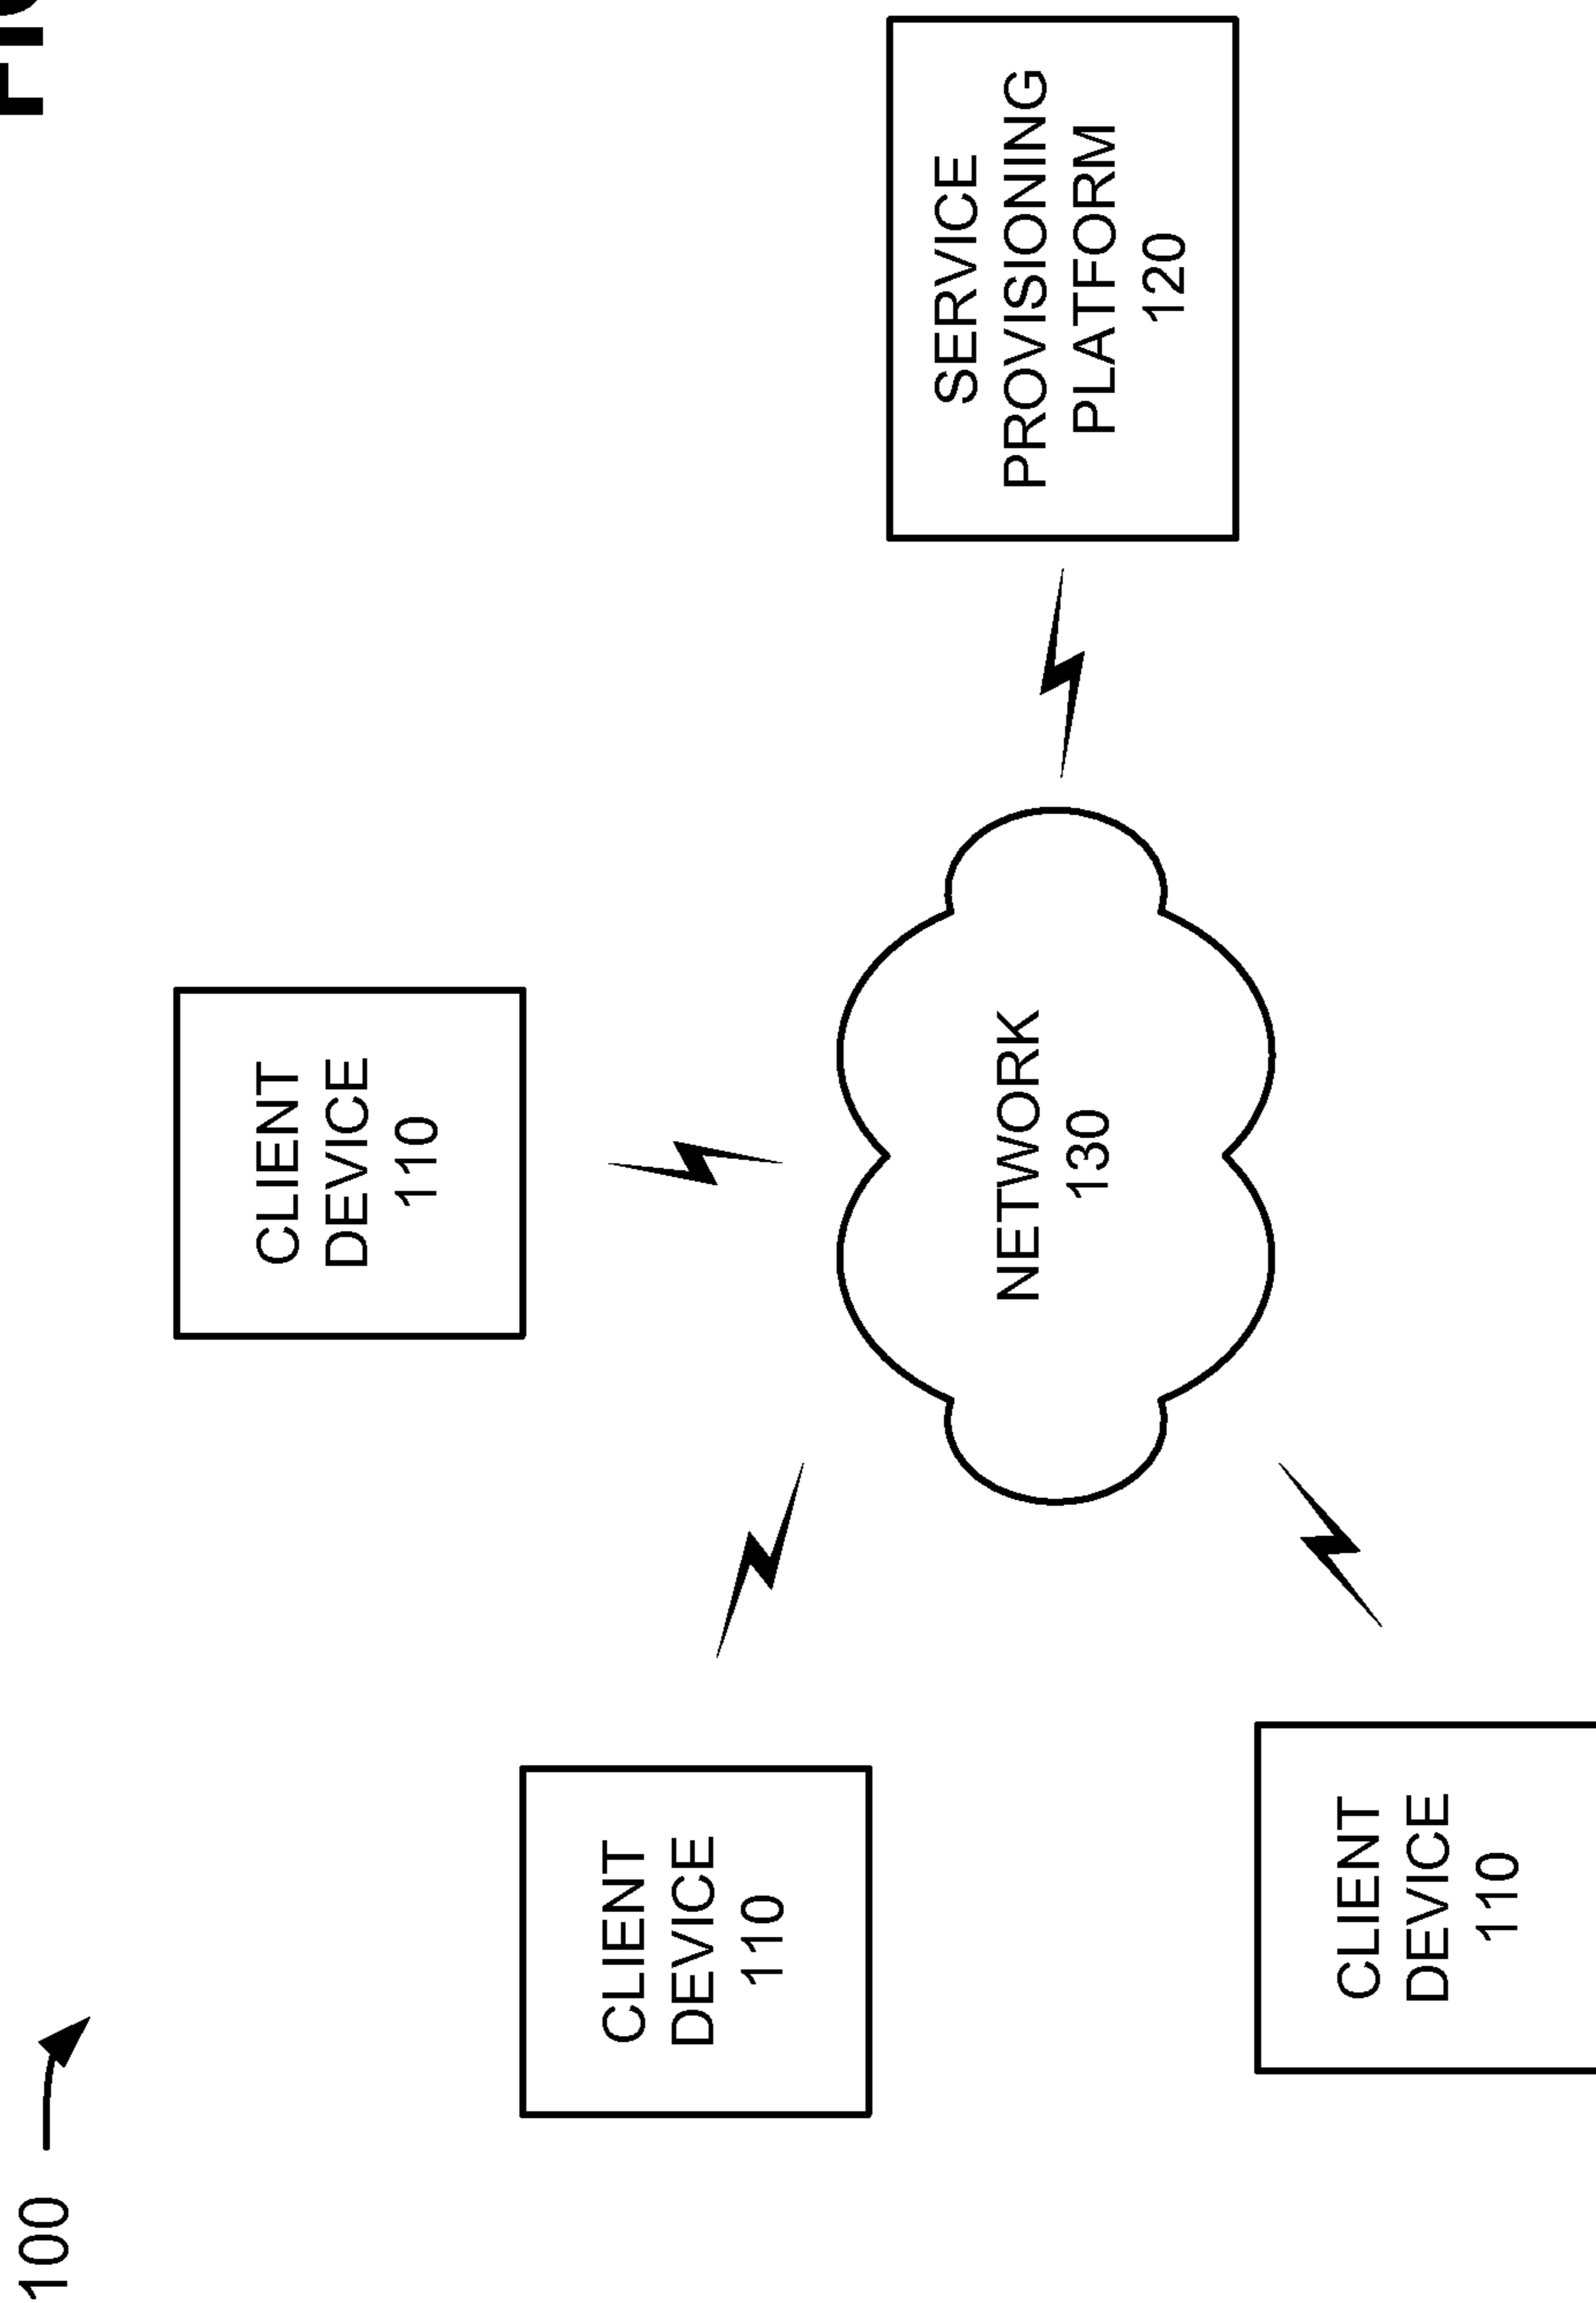 100
CLIENT
DEVICE
110
CLIENT
DEVICE
110
SERVICE
PROVISIONING
PLATFORM
120
NETWORK
130
CLIENT
DEVICE
110